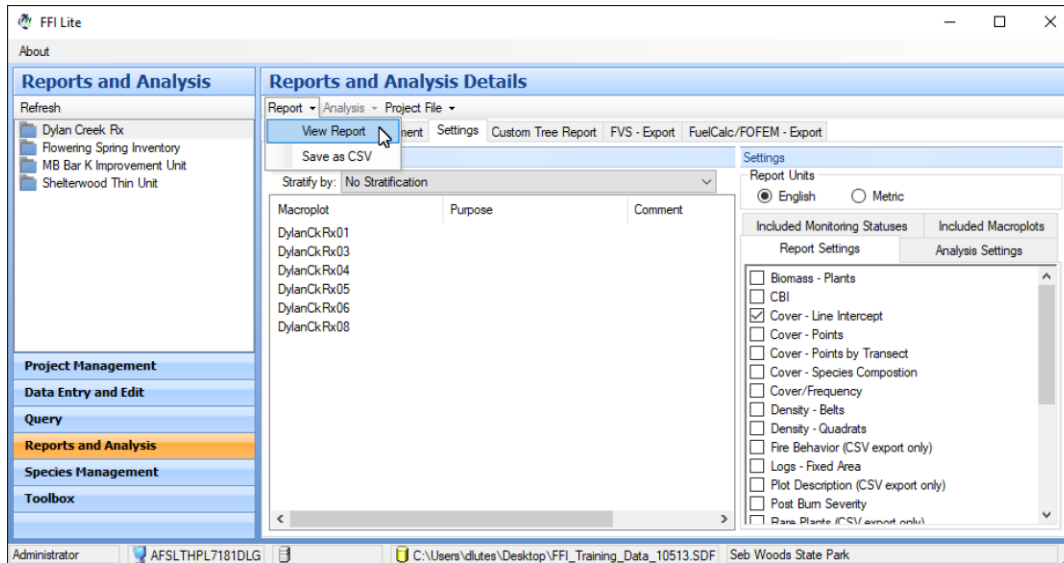 FFI Lite
About
Reports and Analysis
Refresh
Dylan Creek Rx
Flowering Spring Inventory
MB Bar K Improvement Unit
Shelterwood Thin Unit
Project Management
Data Entry and Edit
Query
Reports and Analysis
Species Management
Toolbox
Reports and Analysis Details
Report Analysis Project File
View Report
Save as CSV
Settings Custom Tree Report FVS - Export FuelCalc/FOFEM - Export
Stratify by: No Stratification
Macroplot Purpose Comment
DylanCkRx01
DylanCkRx03
DylanCkRx04
DylanCkRx05
DylanCkRx06
DylanCkRx08
Settings
Report Units
English Metric
Included Monitoring Statuses Included Macroplots
Report Settings Analysis Settings
Biomass - Plants
CBI
Cover - Line Intercept
Cover - Points
Cover - Points by Transect
Cover - Species Compostion
Cover/Frequency
Density - Belts
Density - Quadrats
Fire Behavior (CSV export only)
Logs - Fixed Area
Plot Description (CSV export only)
Post Burn Severity
Rare Plants (CSV export only)
Administrator AFSLTHPL7181DLG C:\Users\dlutes\Desktop\FFI_Training_Data_10513.SDF Seb Woods State Park